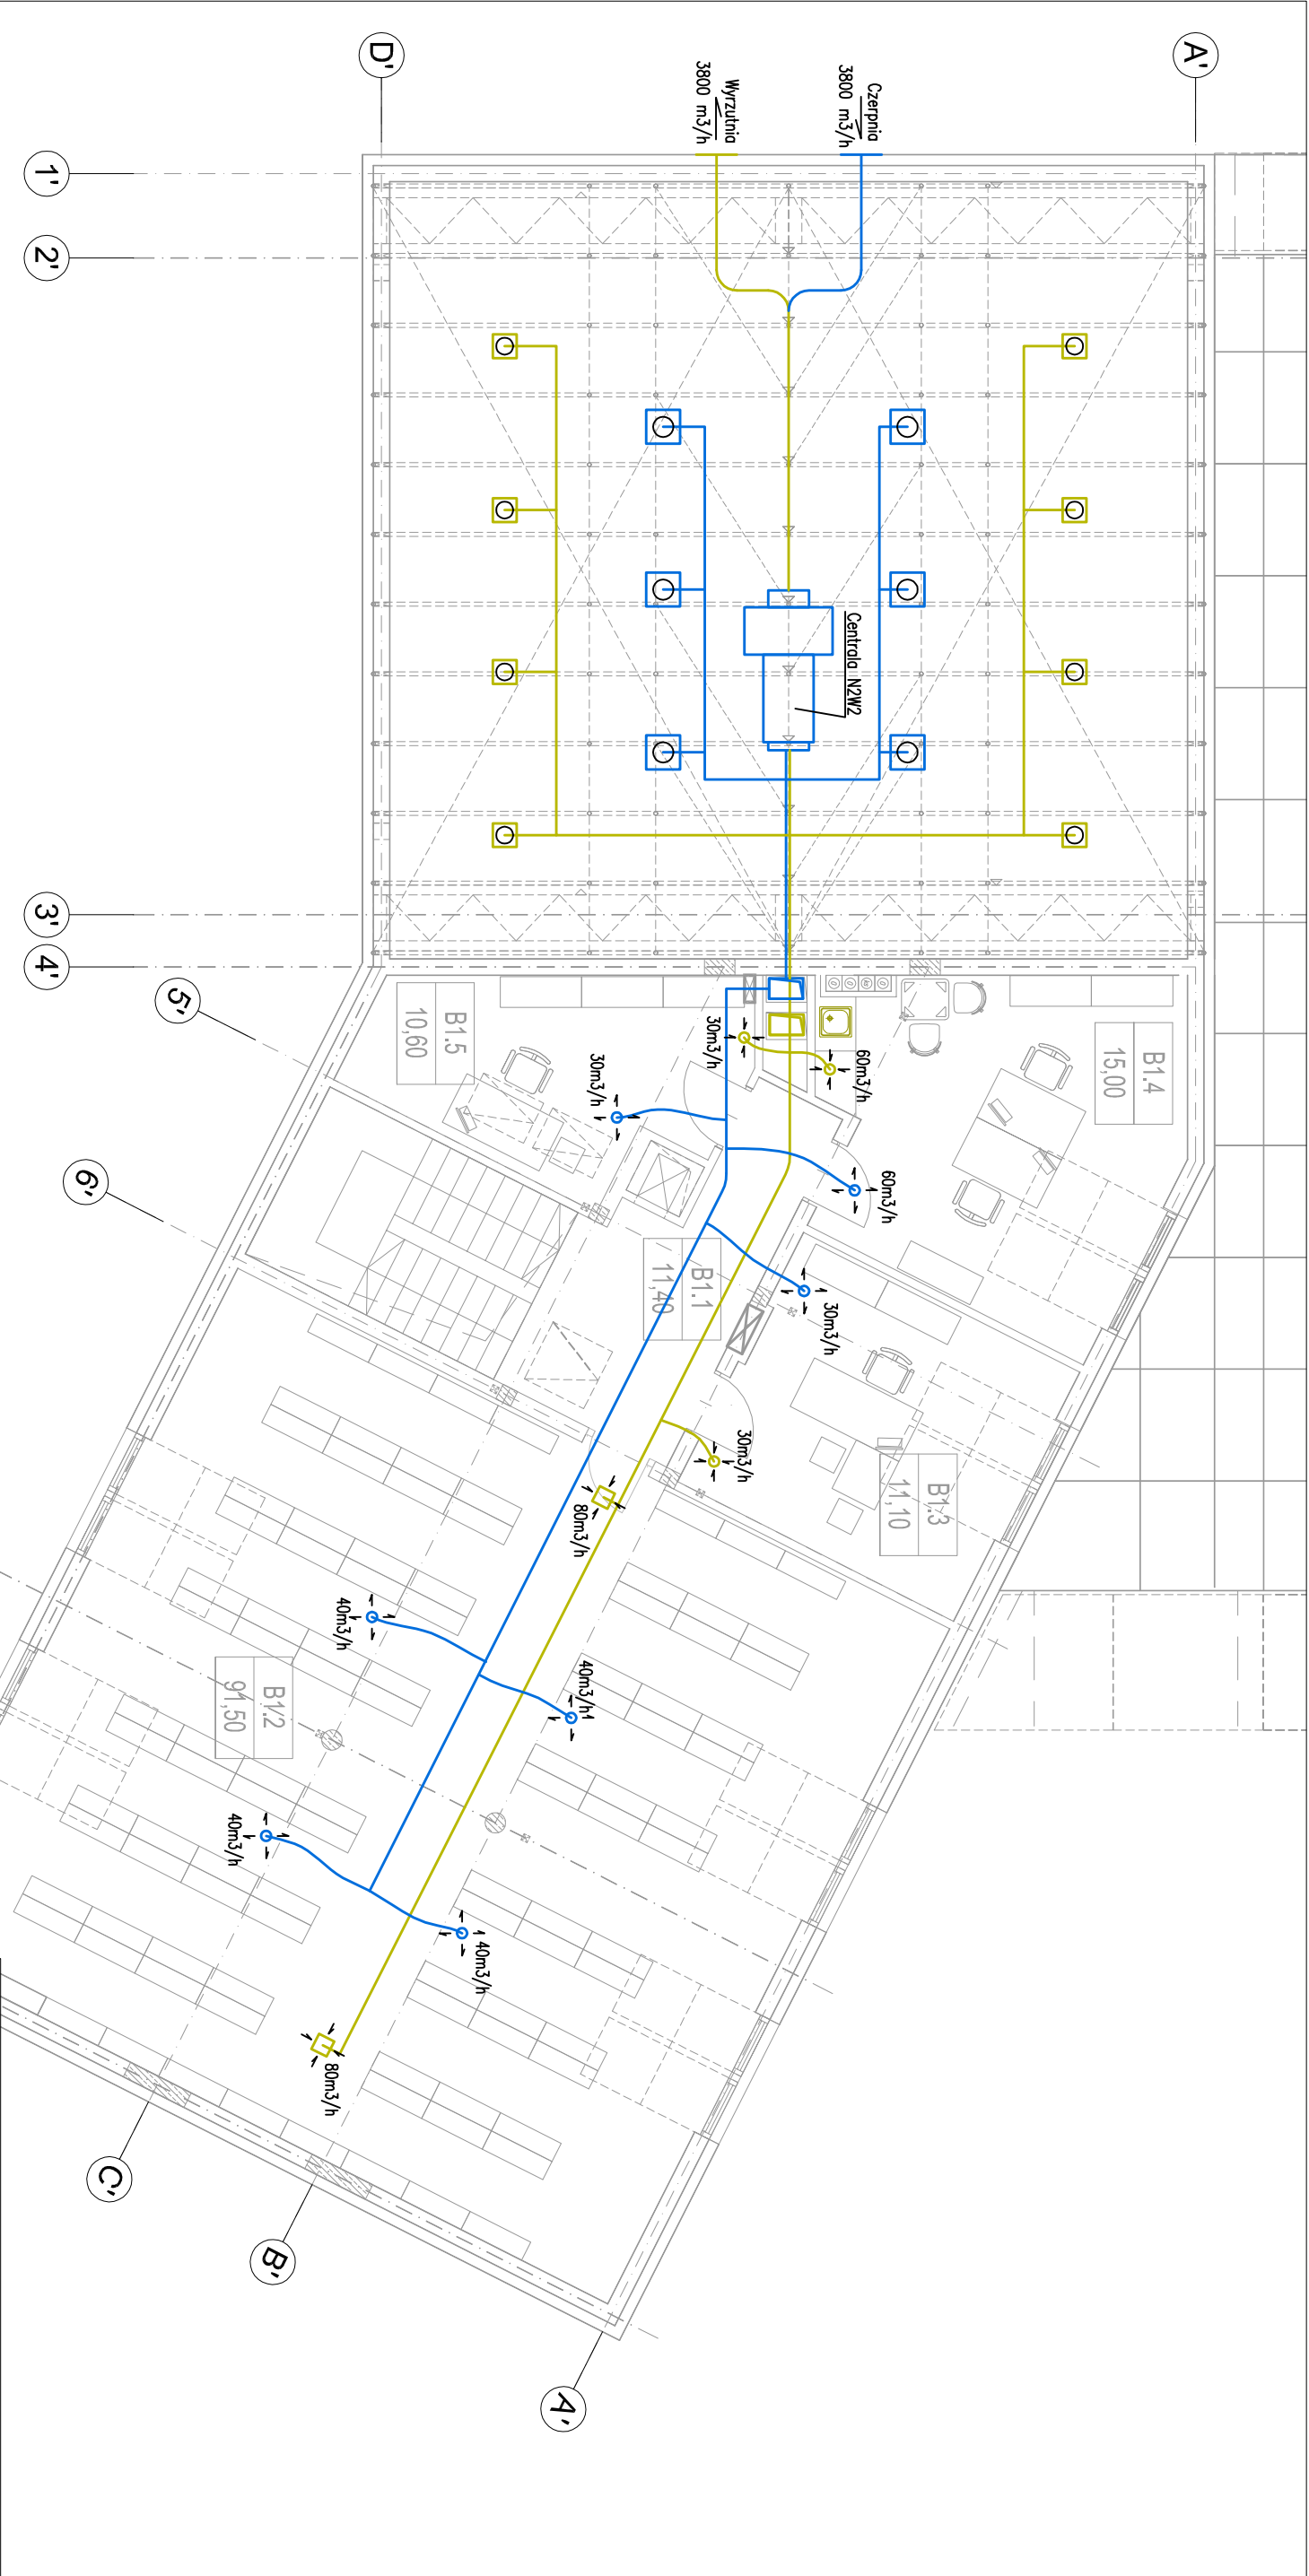 A'
D'
Czerpnia
3800 m3/h
Wyrzutnia
3800 m3/h
1'
2'
3'
4'
5'
6'
Centrala N2W2
B1.4
15,00
B1.5
10,60
30m3/h
60m3/h
30m3/h
60m3/h
B1.1
11,40
30m3/h
30m3/h
B1.3
11,10
80m3/h
40m3/h
40m3/h
B1.2
91,50
40m3/h
40m3/h
80m3/h
C'
B'
A'